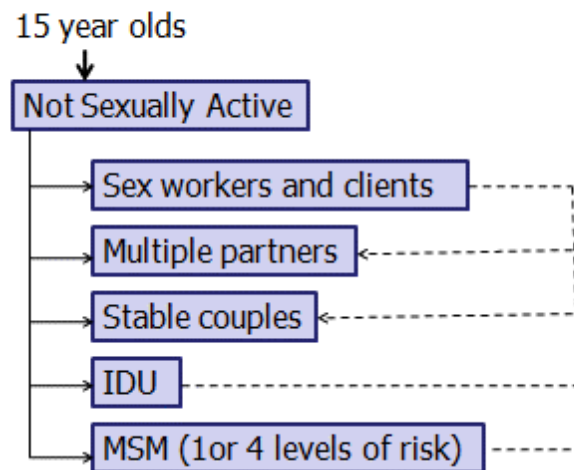 15 year olds
Not Sexually Active
Sex workers and clients
Multiple partners
Stable couples
IDU
MSM (1or 4 levels of risk)